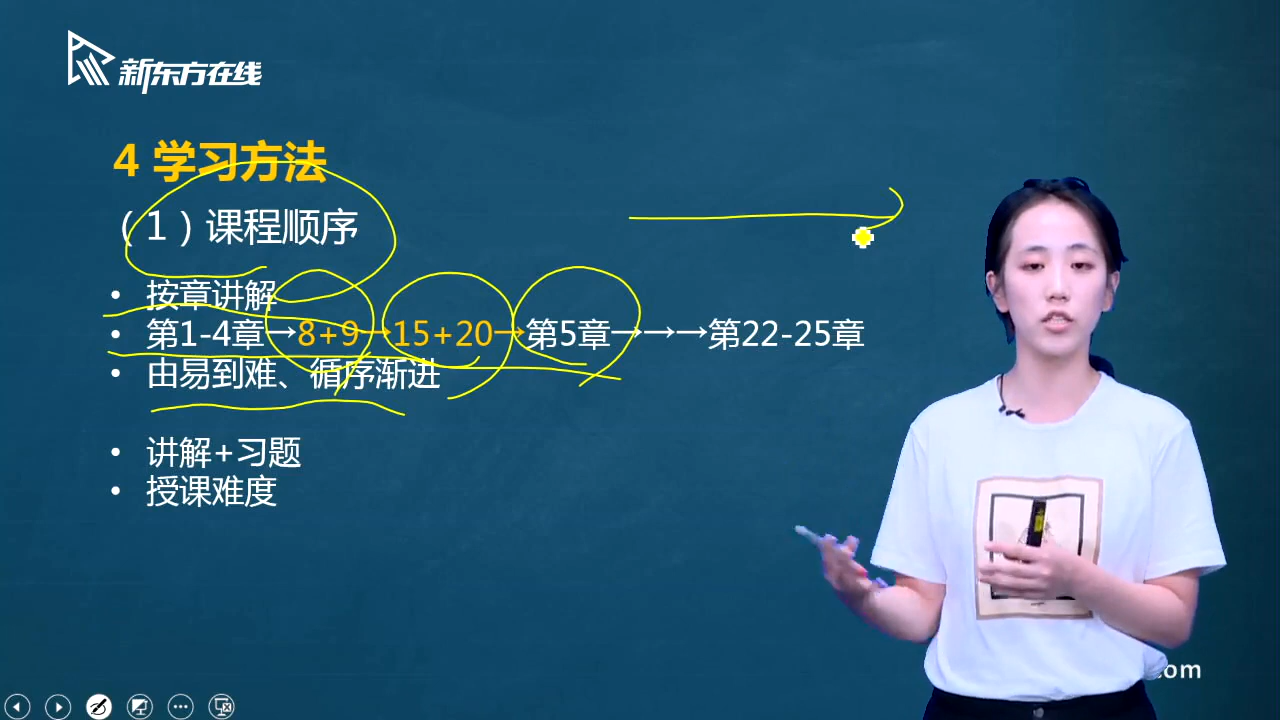 新东方在线
4 学习方法
（1）课程顺序
• 按章讲解
• 第1-4章→8+9→15+20→第5章→→→第22-25章
• 由易到难、循序渐进
• 讲解+习题
• 授课难度
com